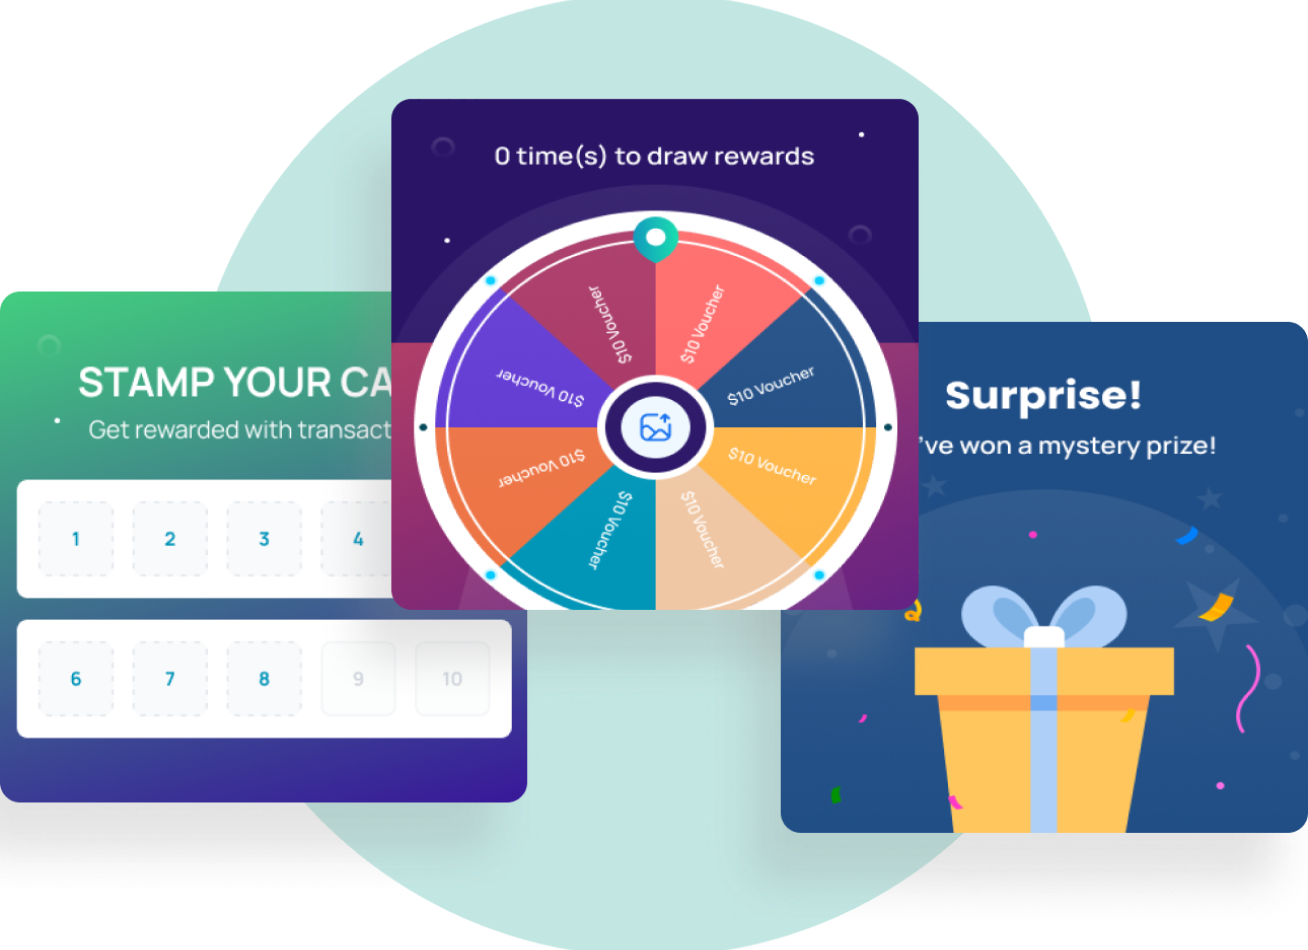 0 time(s) to draw rewards
$10 Voucher
$10 Voucher
$10 Voucher
$10 Voucher
$10 Voucher
$10 Voucher
$10 Voucher
$10 Voucher
STAMP YOUR CA
Get rewarded with transact
1 2 3 4
6 7 8 9 10
Surprise!
've won a mystery prize!